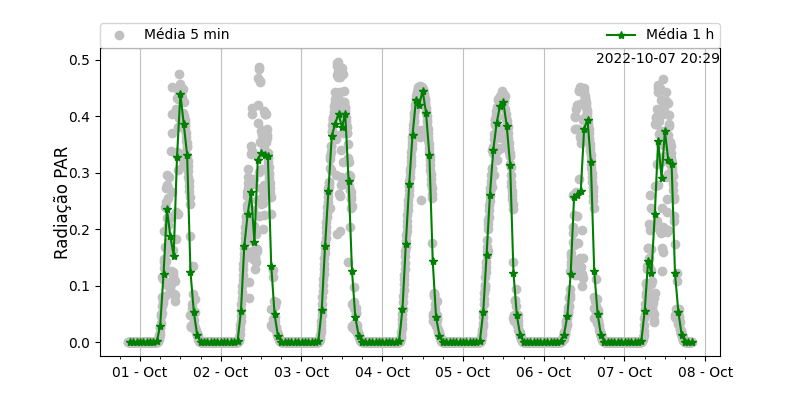 Média 5 min
Média 1 h
2022-10-07 20:29
Radiação PAR
0.5
0.4
0.3
0.2
0.1
0.0
01 - Oct
02 - Oct
03 - Oct
04 - Oct
05 - Oct
06 - Oct
07 - Oct
08 - Oct